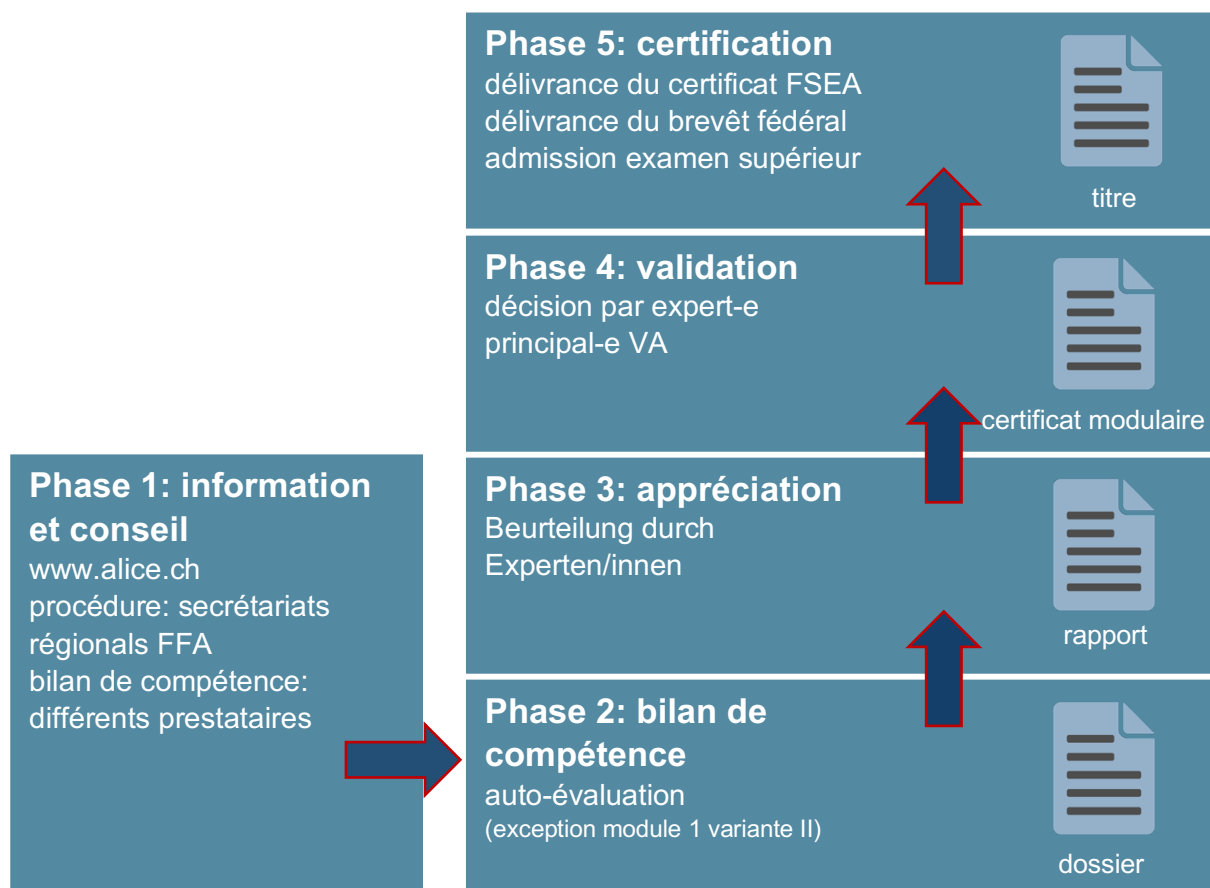 Phase 5: certification
délivrance du certificat FSEA
délivrance du brevêt fédéral
admission examen supérieur
titre
Phase 4: validation
décision par expert-e
principal-e VA
certificat modulaire
Phase 3: appréciation
Beurteilung durch
Experten/innen
rapport
Phase 1: information
et conseil
www.alice.ch
procédure: secrétariats
régionals FFA
bilan de compétence:
différents prestataires
Phase 2: bilan de
compétence
auto-évaluation
(exception module 1 variante II)
dossier